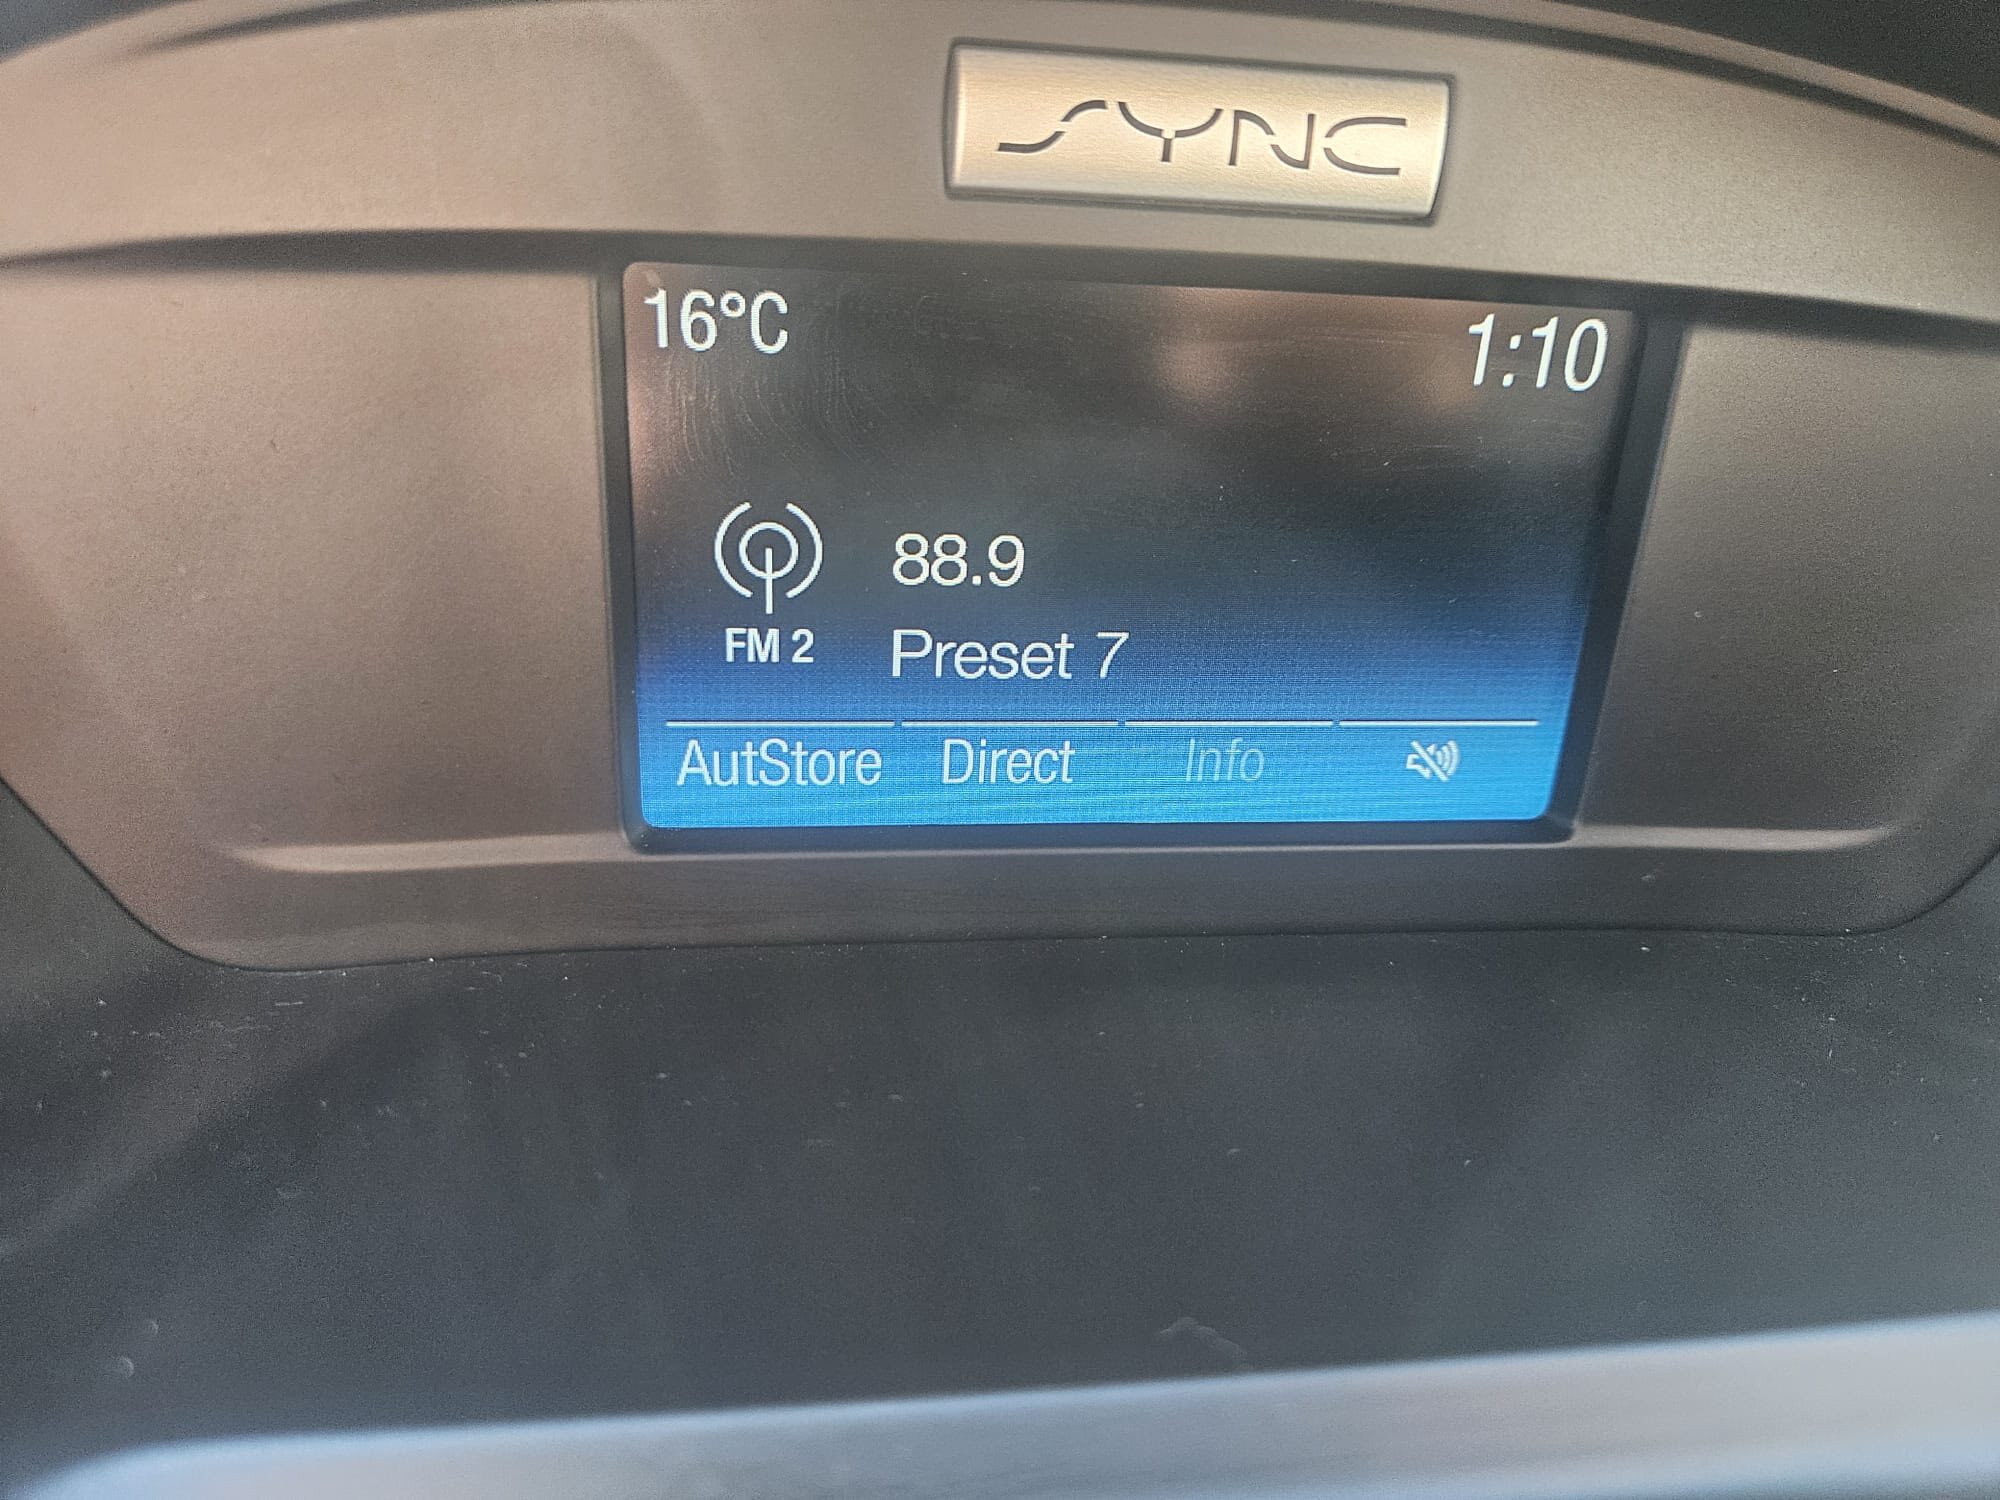 SYNC
16°C 1:10
88.9
FM 2 Preset 7
AutStore Direct Info